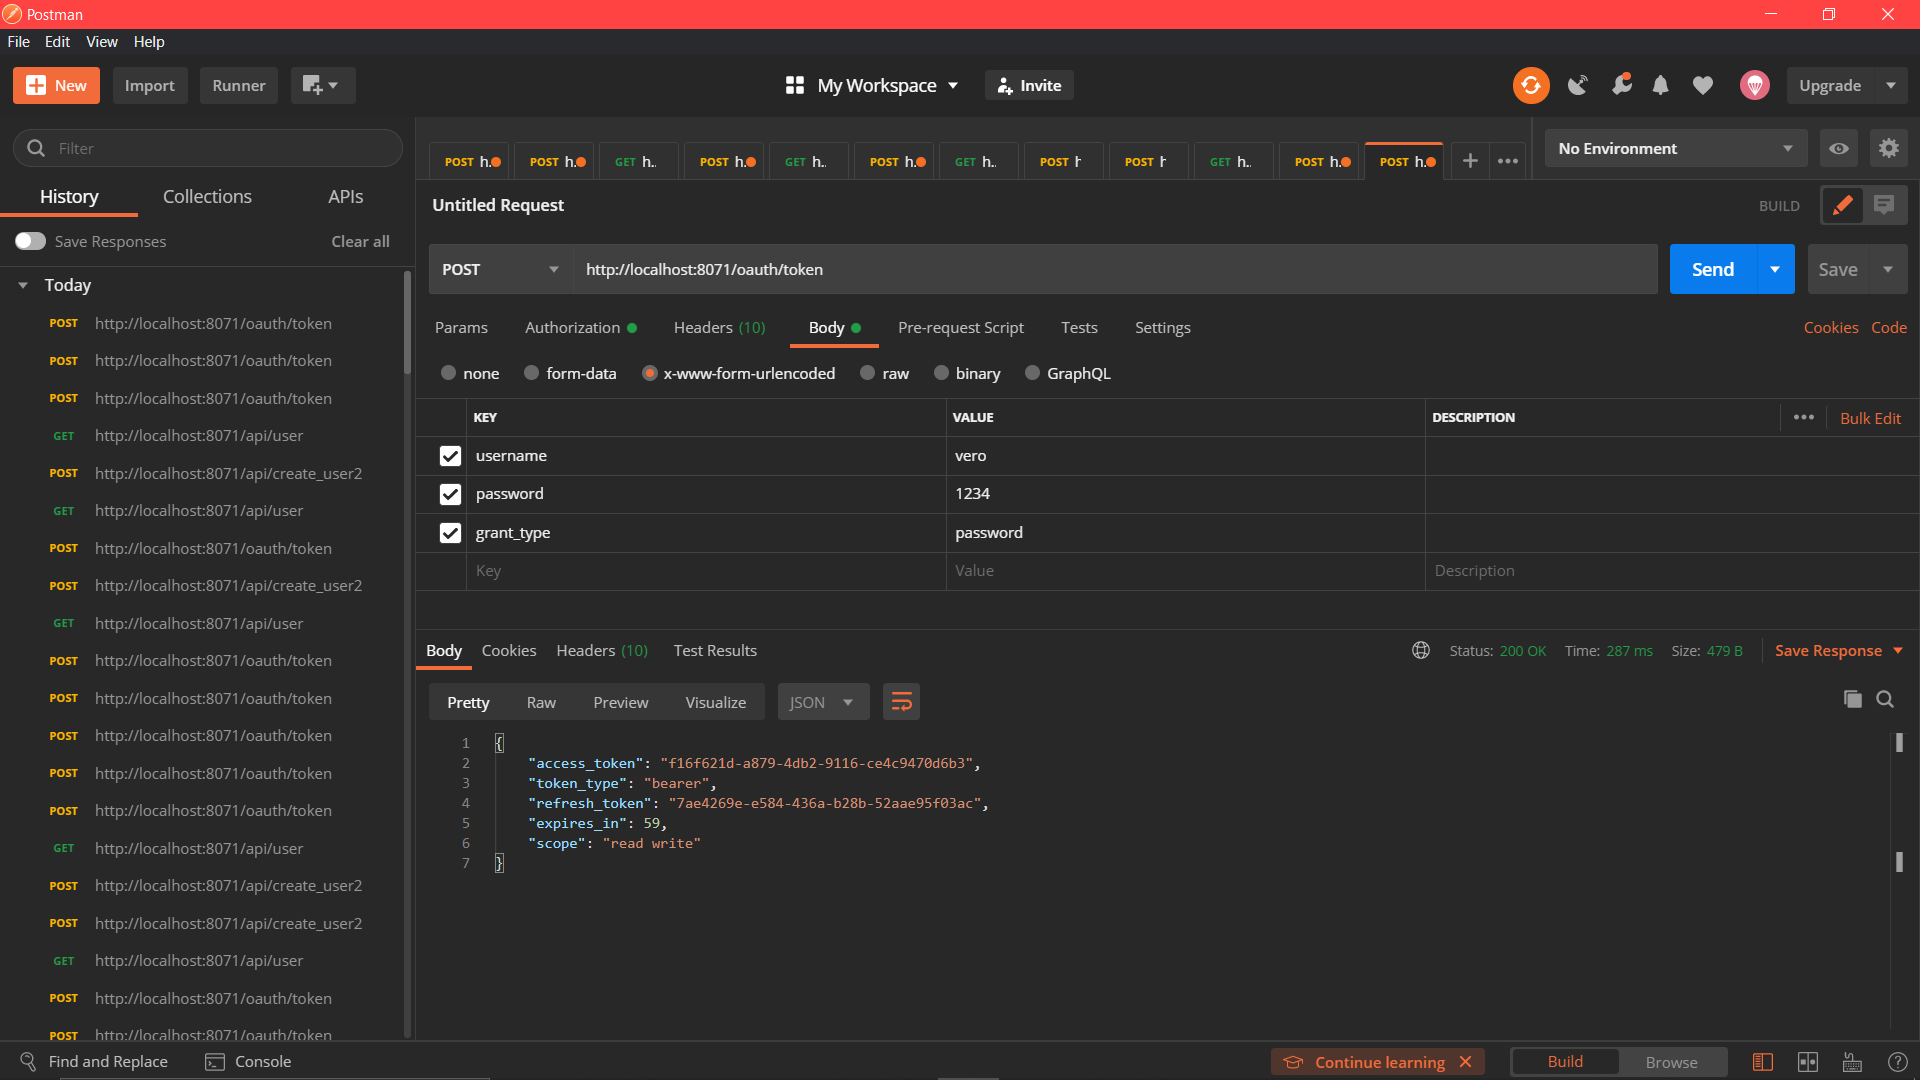 Postman
File Edit View Help
New Import Runner My Workspace Invite Upgrade
Filter
History Collections APIs
Save Responses Clear all
Today
POST http://localhost:8071/oauth/token
POST http://localhost:8071/oauth/token
POST http://localhost:8071/oauth/token
GET http://localhost:8071/api/user
POST http://localhost:8071/api/create_user2
GET http://localhost:8071/api/user
POST http://localhost:8071/oauth/token
POST http://localhost:8071/api/create_user2
GET http://localhost:8071/api/user
POST http://localhost:8071/oauth/token
POST http://localhost:8071/oauth/token
POST http://localhost:8071/oauth/token
POST http://localhost:8071/oauth/token
POST http://localhost:8071/oauth/token
GET http://localhost:8071/api/user
POST http://localhost:8071/api/create_user2
POST http://localhost:8071/api/create_user2
GET http://localhost:8071/api/user
POST http://localhost:8071/oauth/token
POST http://localhost:8071/oauth/token
POST h. POST h. GET h.. POST h. GET h.. POST h. GET h.. POST h POST h GET h.. POST h. POST h.
No Environment
Untitled Request BUILD
POST http://localhost:8071/oauth/token Send Save
Params Authorization Headers (10) Body Pre-request Script Tests Settings Cookies Code
none form-data x-www-form-urlencoded raw binary GraphQL
KEY VALUE DESCRIPTION Bulk Edit
username vero
password 1234
grant_type password
Key Value Description
Body Cookies Headers (10) Test Results Status: 200 OK Time: 287 ms Size: 479 B Save Response
Pretty Raw Preview Visualize JSON
1 {
2 "access_token": "f16f621d-a879-4db2-9116-ce4c9470d6b3",
3 "token_type": "bearer",
4 "refresh_token": "7ae4269e-e584-436a-b28b-52aae95f03ac",
5 "expires_in": 59,
6 "scope": "read write"
7 }
Find and Replace Console Continue learning Build Browse